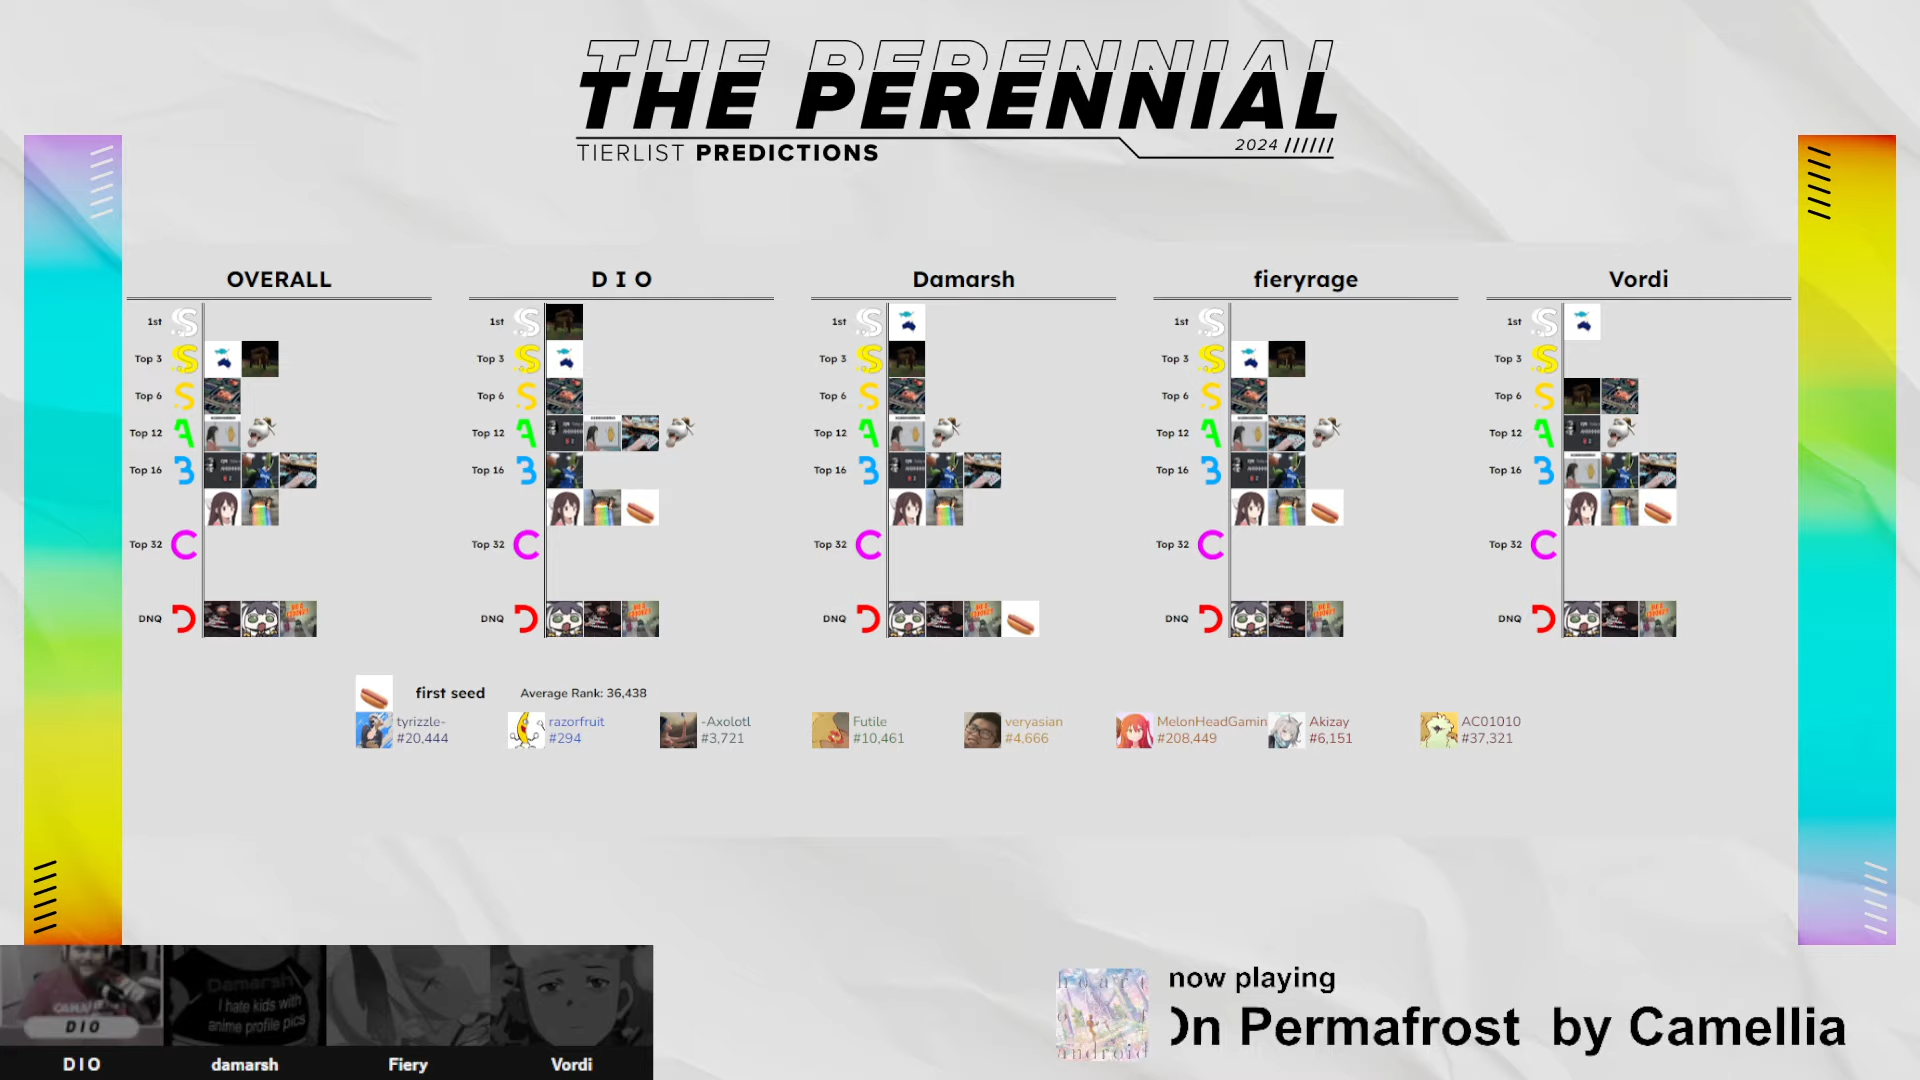 THE PERENNIAL
THE PERENNIAL
TIERLIST PREDICTIONS
2024 //////
OVERALL
1st S
Top 3 S
Top 6 S
Top 12 A
Top 16 B
Top 32 C
DNQ D
D I O
1st S
Top 3 S
Top 6 S
Top 12 A
Top 16 B
Top 32 C
DNQ D
Damarsh
1st S
Top 3 S
Top 6 S
Top 12 A
Top 16 B
Top 32 C
DNQ D
fieryrage
1st S
Top 3 S
Top 6 S
Top 12 A
Top 16 B
Top 32 C
DNQ D
Vordi
1st S
Top 3 S
Top 6 S
Top 12 A
Top 16 B
Top 32 C
DNQ D
first seed Average Rank: 36,438
tyrizzle-
#20,444
razorfruit
#294
-Axolotl
#3,721
Futile
#10,461
veryasian
#4,666
MelonHeadGamin
#208,449
Akizay
#6,151
AC01010
#37,321
DIO
Damarsh
I hate kids with
anime profile pics
DIO
damarsh
Fiery
Vordi
heart
android
now playing
On Permafrost by Camellia